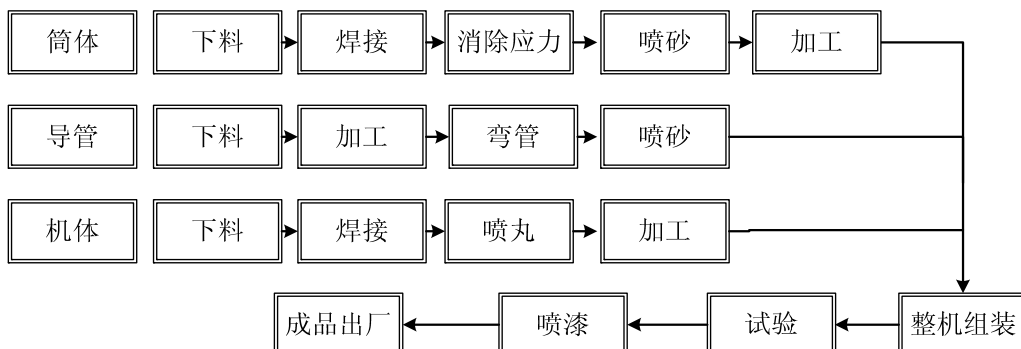 筒体 下料 焊接 消除应力 喷砂 加工
导管 下料 加工 弯管 喷砂
机体 下料 焊接 喷丸 加工
成品出厂 喷漆 试验 整机组装